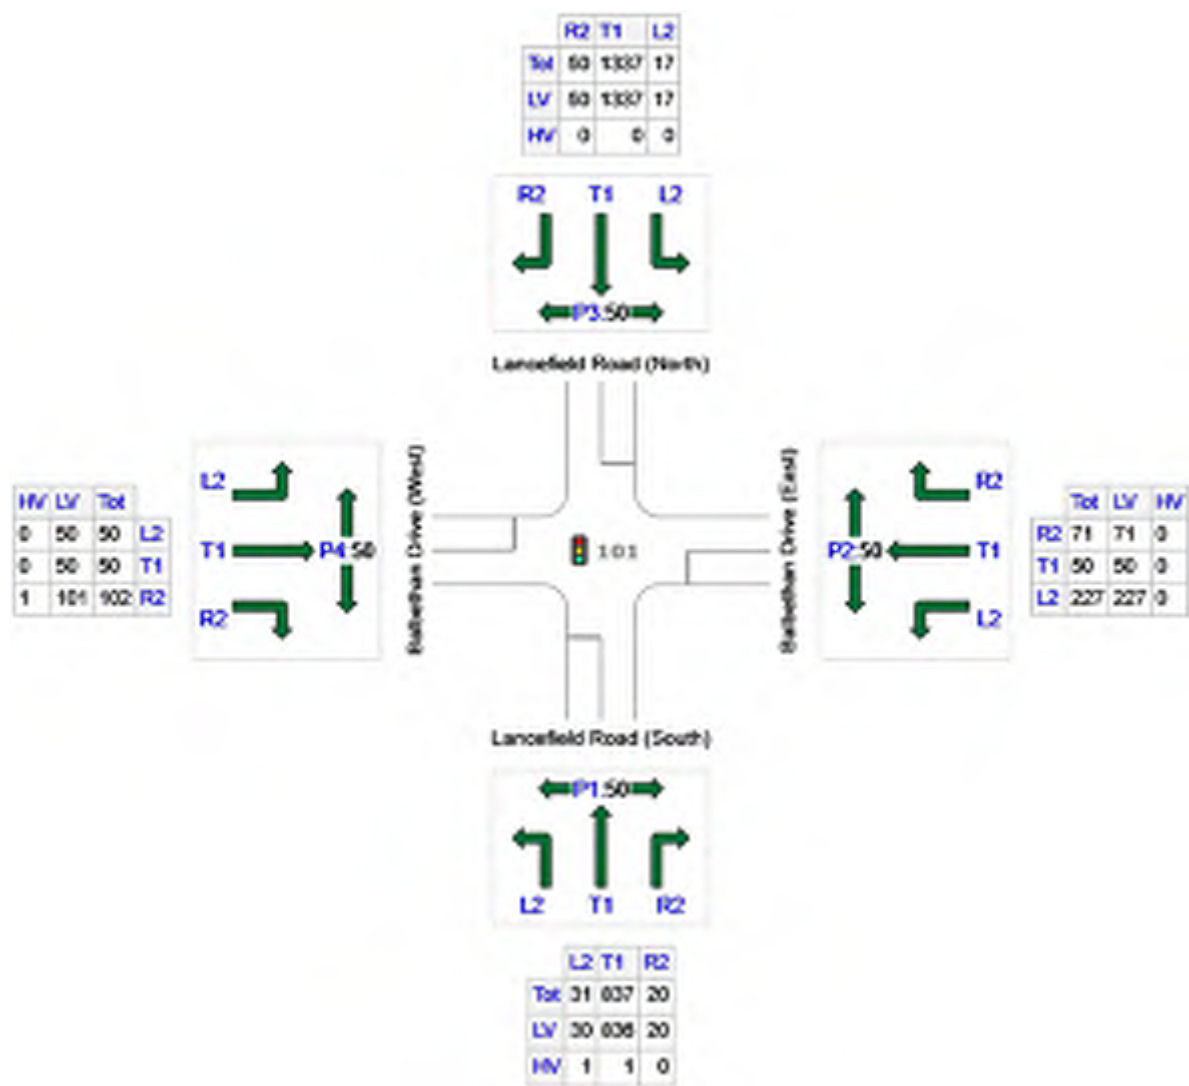 R2 T1 L2
Tot 50 1337 17
LV 50 1337 17
HV 0 0 0
R2 T1 L2
P3:50
Lancefield Road (North)
HV LV Tot
0 50 50 L2
0 50 50 T1
1 101 102 R2
L2
T1 P4:50
R2
Balbethan Drive (West)
101
Balbethan Drive (East)
R2
P2:50 T1
L2
Tot LV HV
R2 71 71 0
T1 50 50 0
L2 227 227 0
Lancefield Road (South)
P1:50
L2 T1 R2
L2 T1 R2
Tot 31 837 20
LV 30 836 20
HV 1 1 0